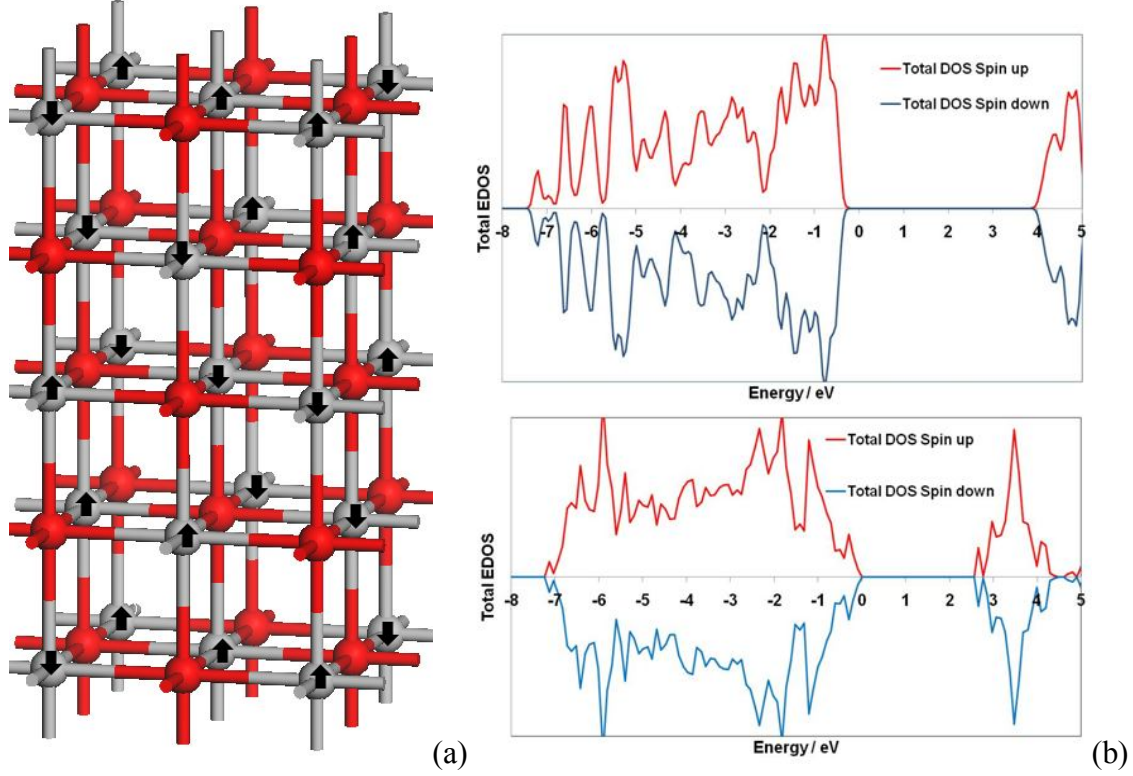 Total DOS Spin up
Total DOS Spin down
Total EDOS
-8 -7 -6 -5 -4 -3 -2 -1 0 1 2 3 4 5
Energy / eV
Total DOS Spin up
Total DOS Spin down
Total EDOS
-8 -7 -6 -5 -4 -3 -2 -1 0 1 2 3 4 5
Energy / eV
(a)
(b)